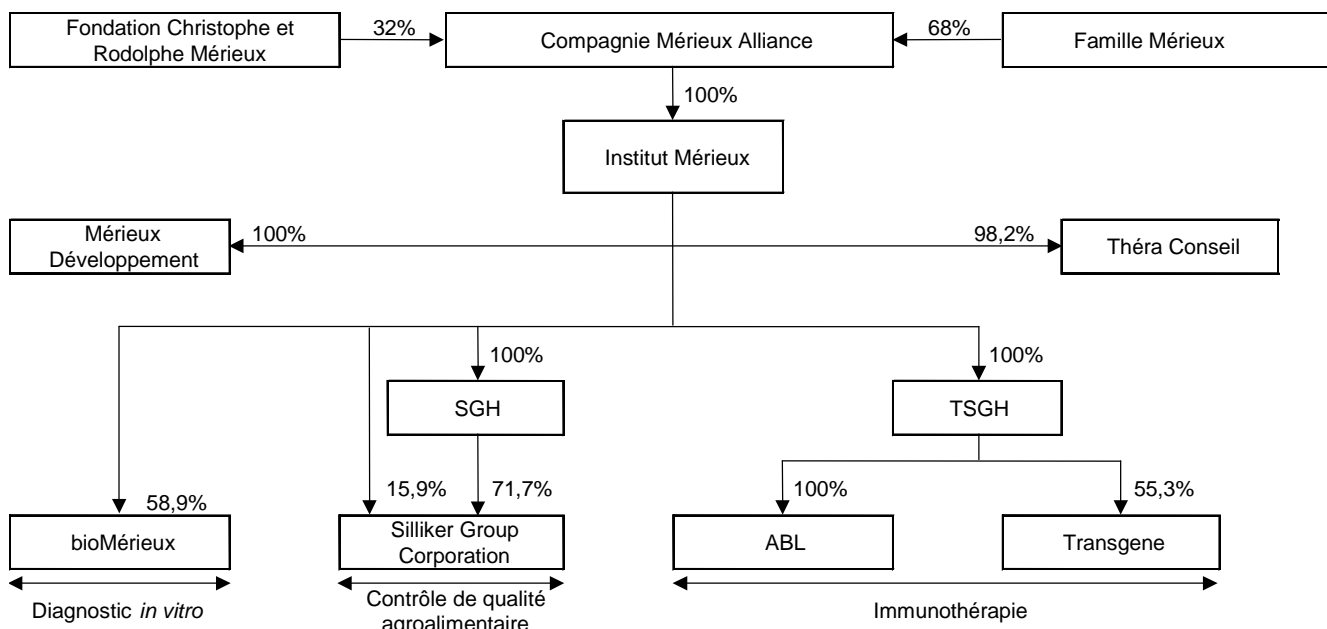 Fondation Christophe et
Rodolphe Mérieux
32%
Compagnie Mérieux Alliance
68%
Famille Mérieux
100%
Institut Mérieux
Mérieux
Développement
100%
98,2%
Théra Conseil
100%
100%
SGH
TSGH
58,9%
15,9%
71,7%
100%
55,3%
bioMérieux
Silliker Group
Corporation
ABL
Transgene
Diagnostic in vitro
Contrôle de qualité
agroalimentaire
Immunothérapie